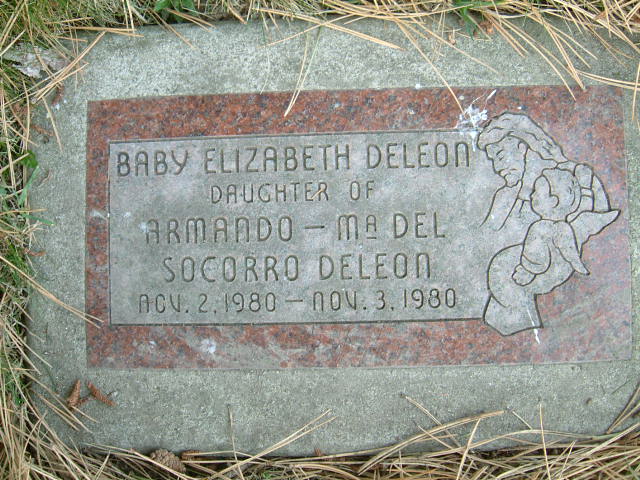 BABY ELIZABETH DELEON
DAUGHTER OF
ARMANDO — Mª DEL
SOCORRO DELEON
NOV. 2, 1980 — NOV. 3, 1980